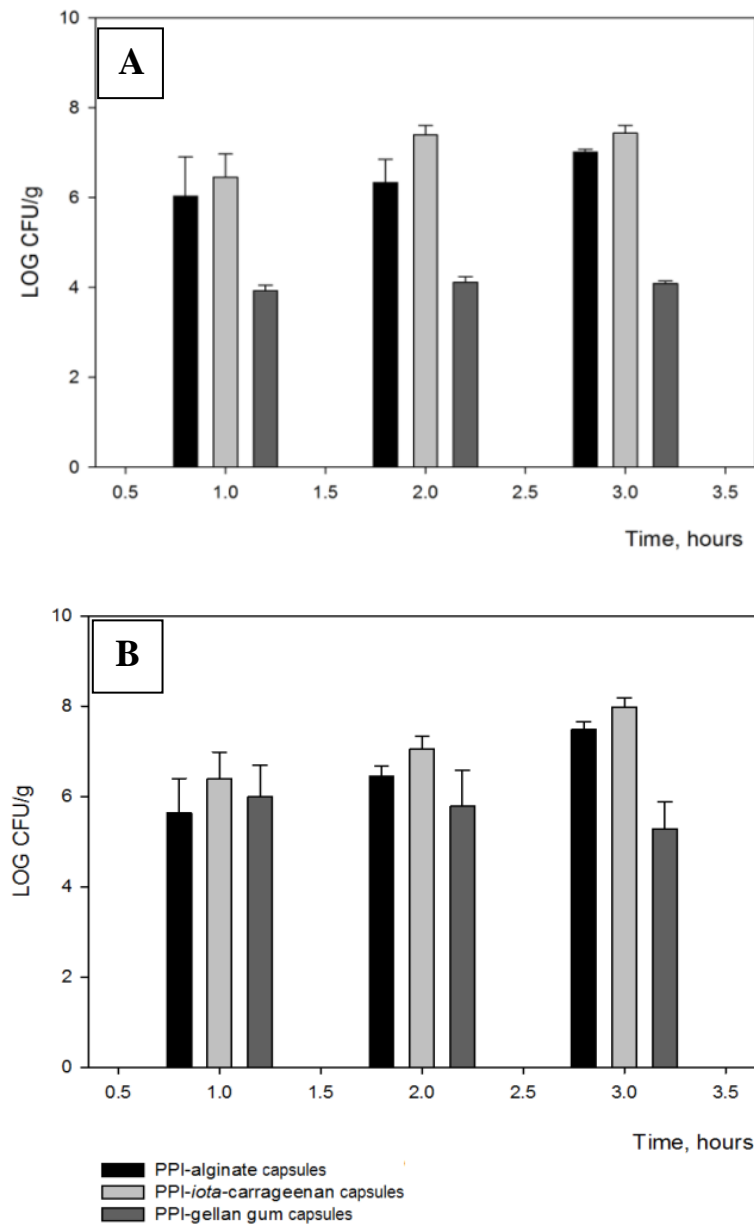 A
10
8
6
4
2
0
LOG CFU/g
0.5 1.0 1.5 2.0 2.5 3.0 3.5
Time, hours
B
10
8
6
4
2
0
LOG CFU/g
0.5 1.0 1.5 2.0 2.5 3.0 3.5
Time, hours
PPI-alginate capsules
PPI-iota-carrageenan capsules
PPI-gellan gum capsules